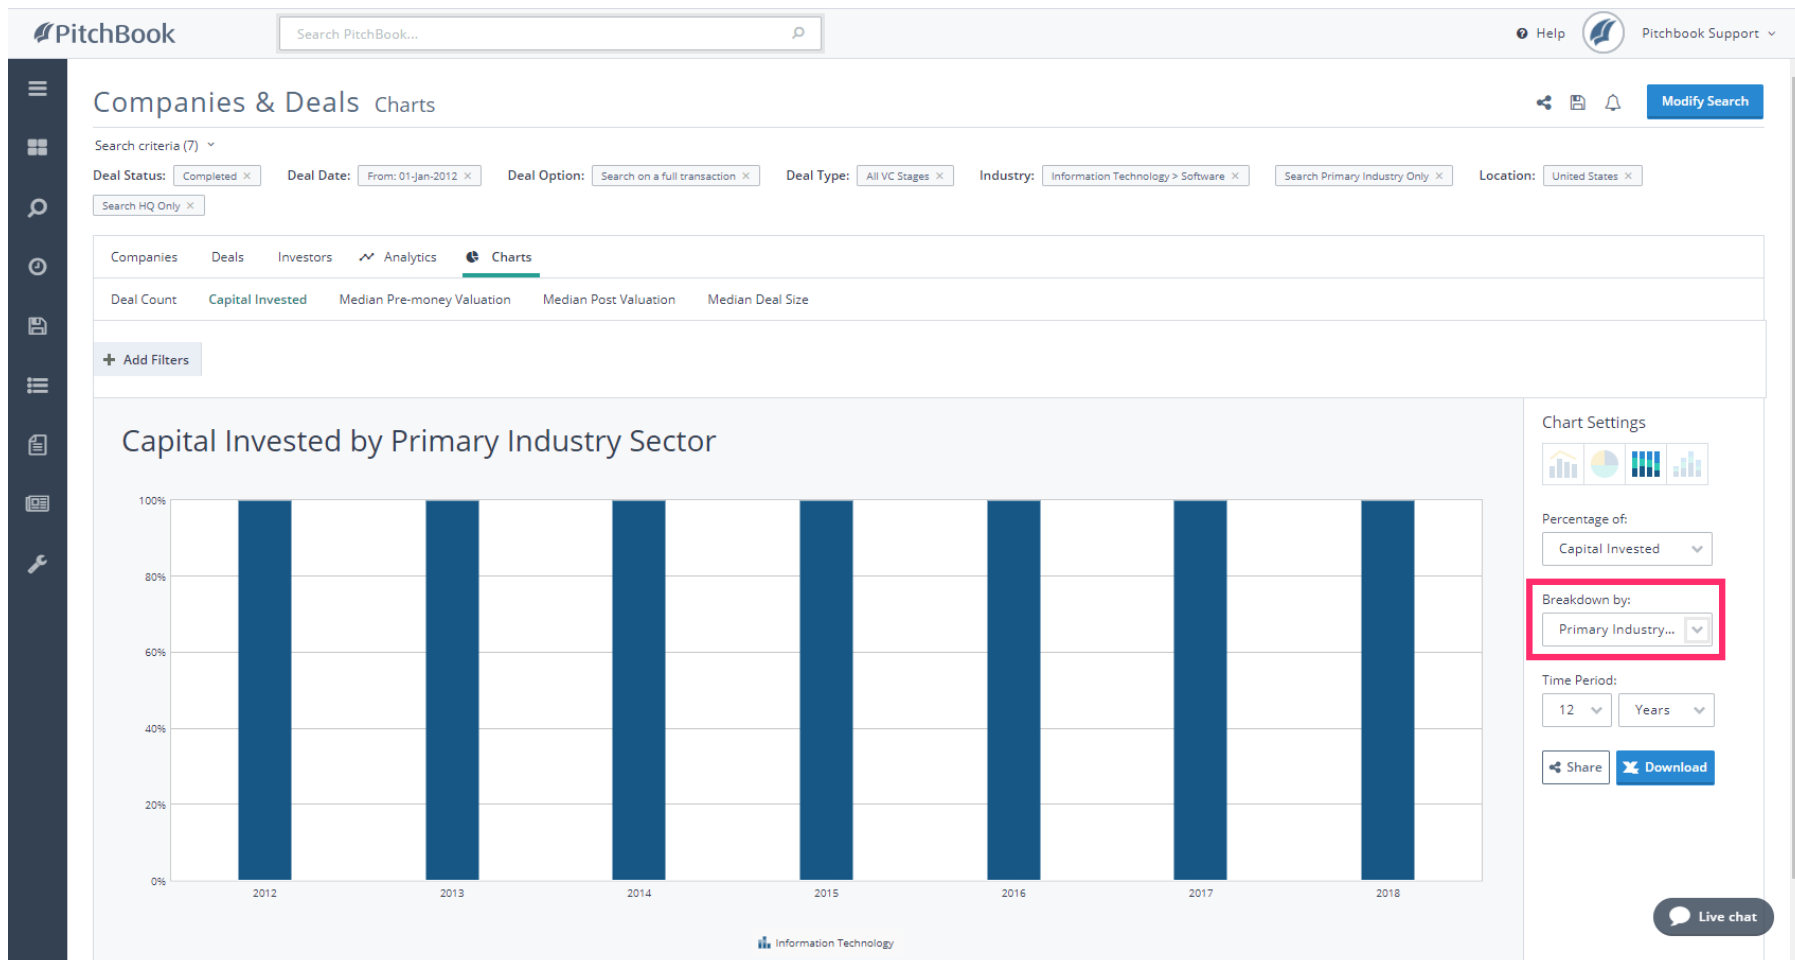 PitchBook
Search PitchBook...
Help
Pitchbook Support
Companies & Deals Charts
Modify Search
Search criteria (7)
Deal Status: Completed × Deal Date: From: 01-Jan-2012 × Deal Option: Search on a full transaction × Deal Type: All VC Stages × Industry: Information Technology > Software × Search Primary Industry Only × Location: United States ×
Search HQ Only ×
Companies Deals Investors Analytics Charts
Deal Count Capital Invested Median Pre-money Valuation Median Post Valuation Median Deal Size
+ Add Filters
Capital Invested by Primary Industry Sector
100%
80%
60%
40%
20%
0%
2012 2013 2014 2015 2016 2017 2018
Information Technology
Chart Settings
Percentage of:
Capital Invested
Breakdown by:
Primary Industry...
Time Period:
12 Years
Share Download
Live chat